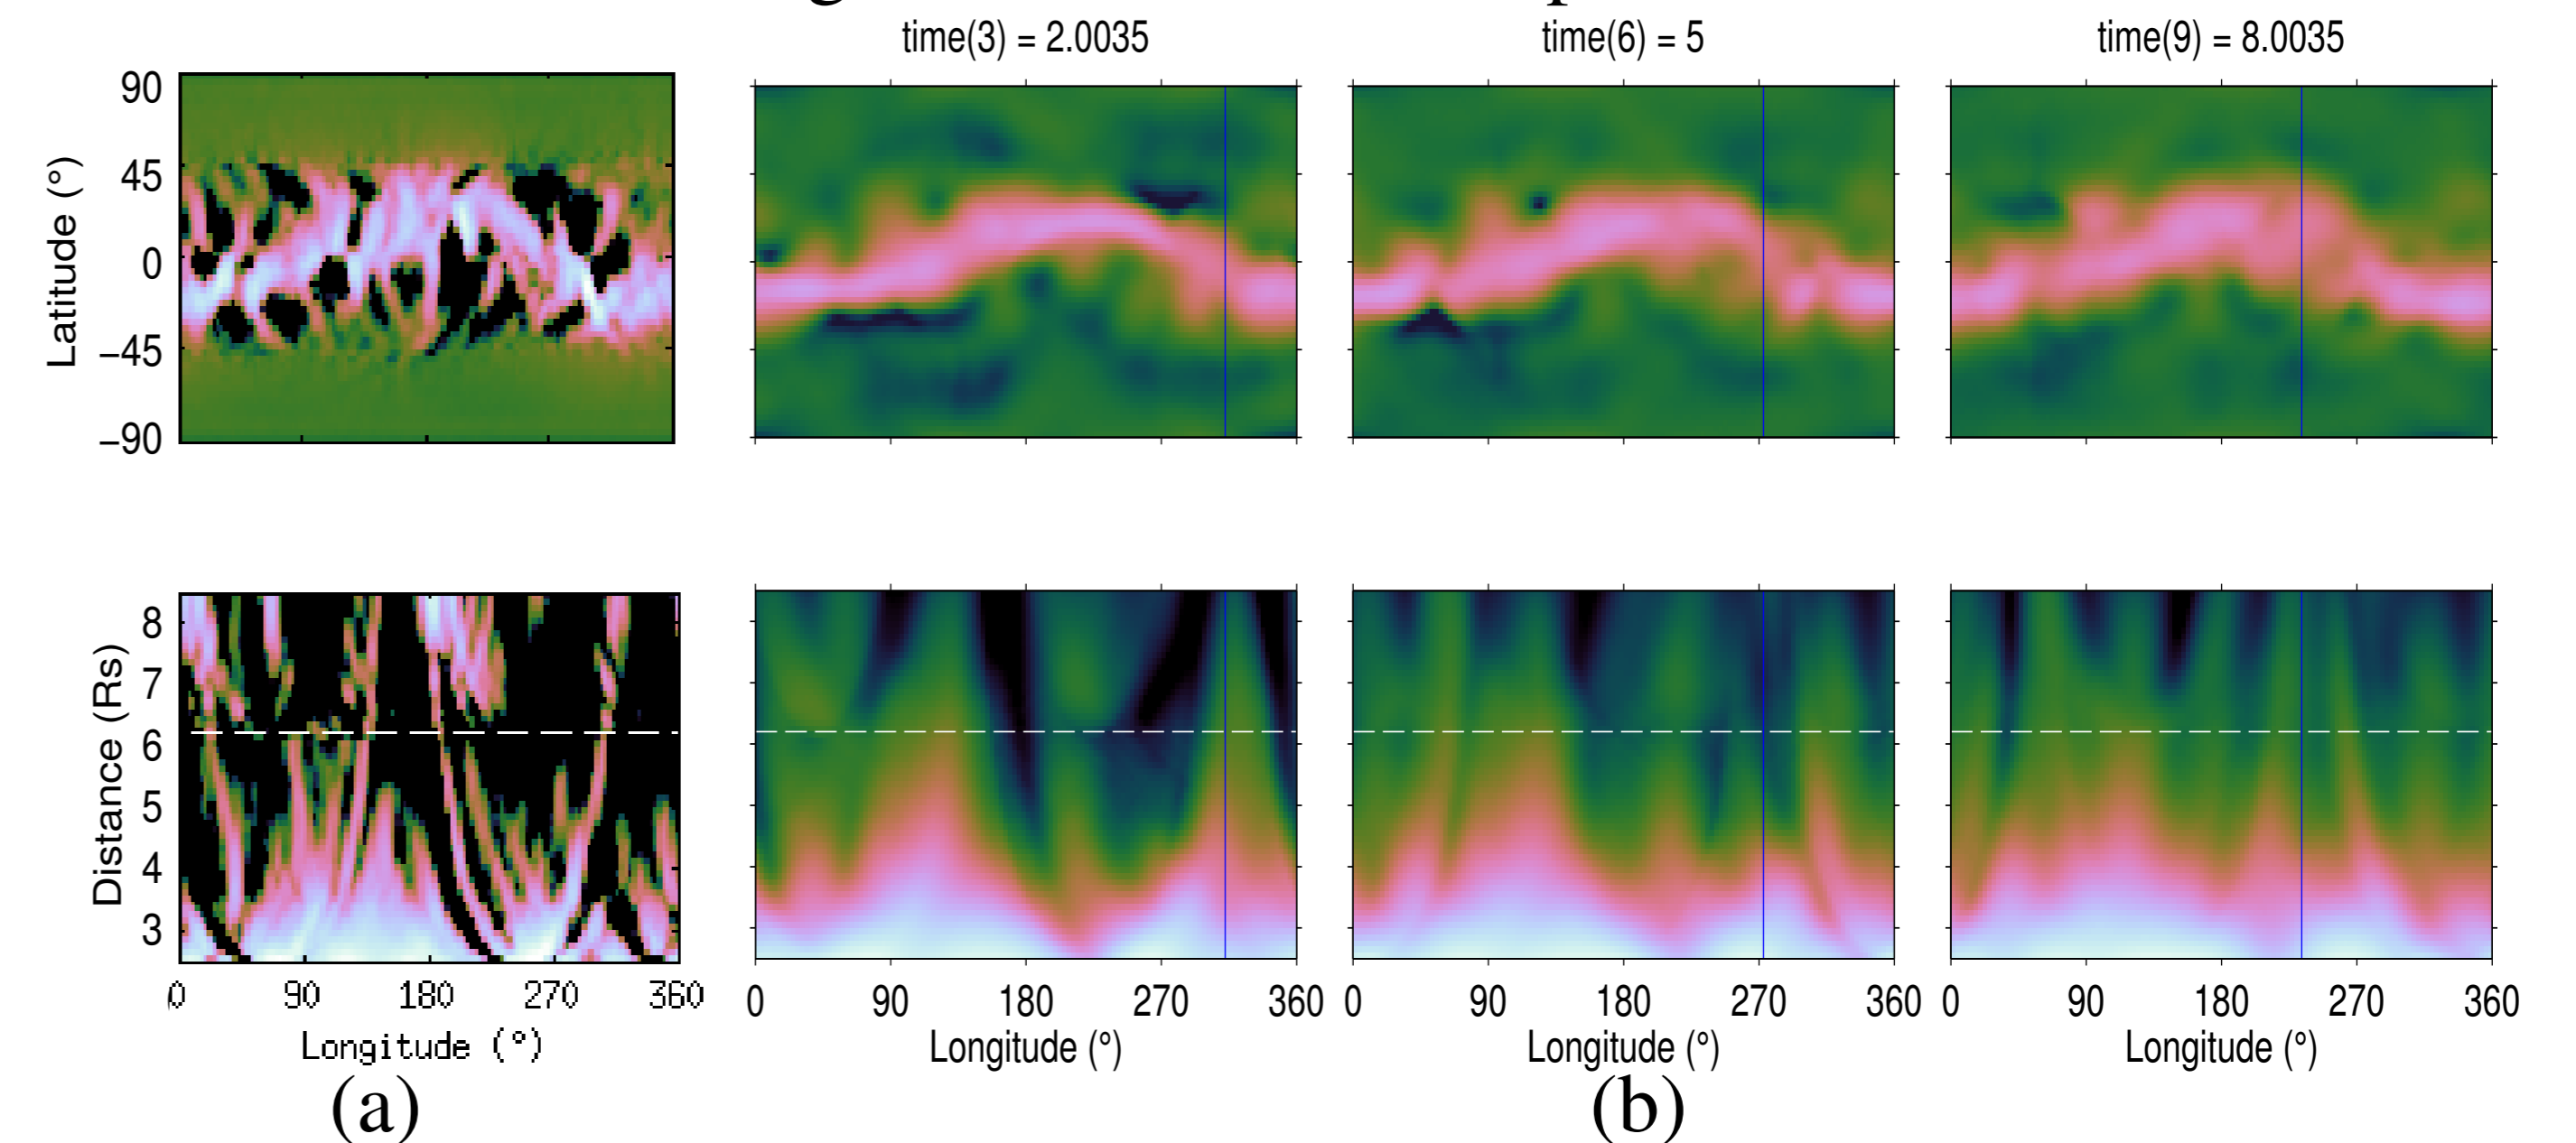 time(3) = 2.0035
time(6) = 5
time(9) = 8.0035
90
45
0
−45
−90
Latitude (°)
8
7
6
5
4
3
Distance (Rs)
0 90 180 270 360
0 90 180 270 360
0 90 180 270 360
0 90 180 270 360
Longitude (°)
Longitude (°)
Longitude (°)
Longitude (°)
(a)
(b)